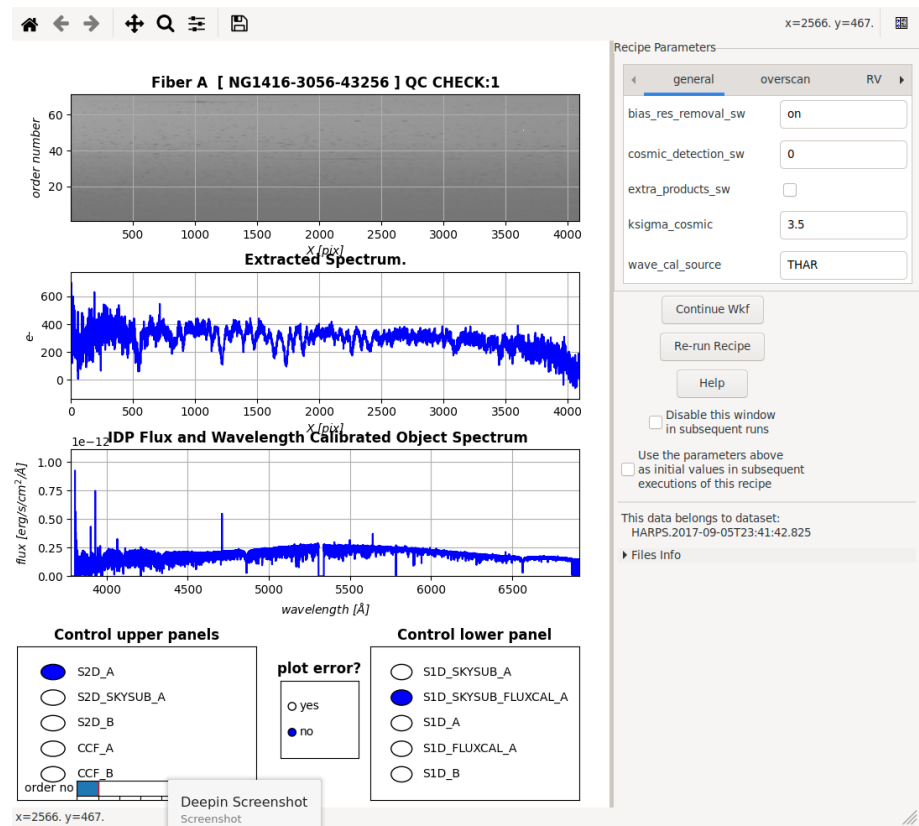 x=2566. y=467.
Recipe Parameters
Fiber A [ NG1416-3056-43256 ] QC CHECK:1
general overscan RV
60
40
20
order number
500 1000 1500 2000 2500 3000 3500 4000
X [pix]
bias_res_removal_sw on
cosmic_detection_sw 0
extra_products_sw
ksigma_cosmic 3.5
wave_cal_source THAR
Extracted Spectrum.
600
400
200
0
e-
0 500 1000 1500 2000 2500 3000 3500 4000
X [pix]
Continue Wkf
Re-run Recipe
Help
Disable this window
in subsequent runs
Use the parameters above
as initial values in subsequent
executions of this recipe
1e−12
IDP Flux and Wavelength Calibrated Object Spectrum
1.00
0.75
0.50
0.25
0.00
flux [erg/s/cm²/Å]
4000 4500 5000 5500 6000 6500
wavelength [Å]
This data belongs to dataset:
HARPS.2017-09-05T23:41:42.825
Files Info
Control upper panels
S2D_A
S2D_SKYSUB_A
S2D_B
CCF_A
CCF_B
order no
plot error?
yes
no
Control lower panel
S1D_SKYSUB_A
S1D_SKYSUB_FLUXCAL_A
S1D_A
S1D_FLUXCAL_A
S1D_B
Deepin Screenshot
Screenshot
x=2566. y=467.